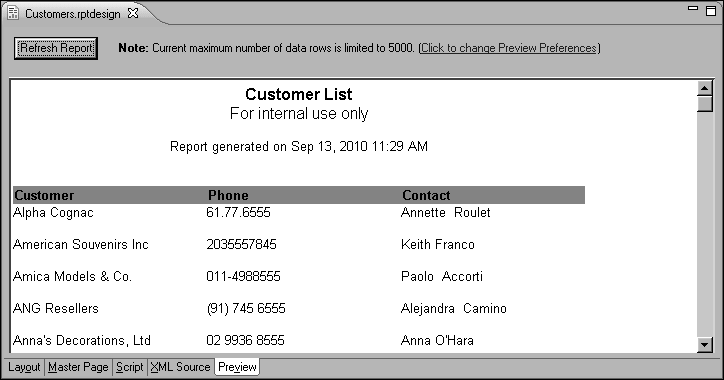 Customers.rptdesign
Refresh Report Note: Current maximum number of data rows is limited to 5000. (Click to change Preview Preferences)
Customer List
For internal use only
Report generated on Sep 13, 2010 11:29 AM
Customer Phone Contact
Alpha Cognac 61.77.6555 Annette Roulet
American Souvenirs Inc 2035557845 Keith Franco
Amica Models & Co. 011-4988555 Paolo Accorti
ANG Resellers (91) 745 6555 Alejandra Camino
Anna's Decorations, Ltd 02 9936 8555 Anna O'Hara
Layout Master Page Script XML Source Preview